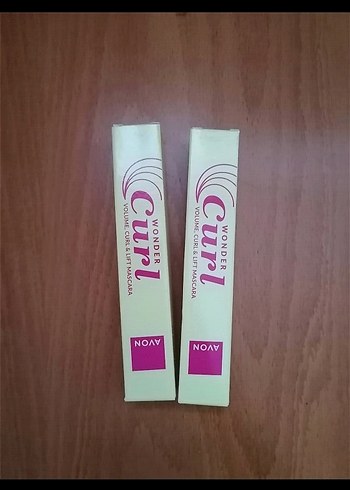 WONDER
Curl
VOLUME, CURL & LIFT MASCARA
AVON
WONDER
Curl
VOLUME, CURL & LIFT MASCARA
AVON